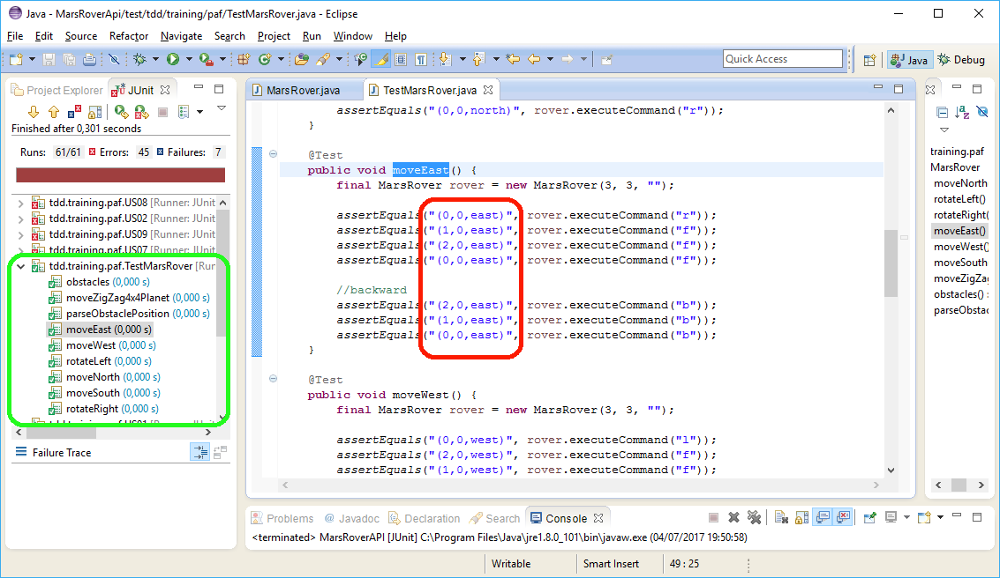 Java - MarsRoverApi/test/tdd/training/paf/TestMarsRover.java - Eclipse
File Edit Source Refactor Navigate Search Project Run Window Help
Quick Access
Java
Debug
Project Explorer
JUnit
Finished after 0,301 seconds
Runs: 61/61 Errors: 45 Failures: 7
tdd.training.paf.US08 [Runner: JUnit
tdd.training.paf.US02 [Runner: JUnit
tdd.training.paf.US09 [Runner: JUnit
tdd.training.paf.US07 [Runner: JUnit
tdd.training.paf.TestMarsRover [Run
obstacles (0,000 s)
moveZigZag4x4Planet (0,000 s)
parseObstaclePosition (0,000 s)
moveEast (0,000 s)
moveWest (0,000 s)
rotateLeft (0,000 s)
moveNorth (0,000 s)
moveSouth (0,000 s)
rotateRight (0,000 s)
Failure Trace
MarsRover.java
TestMarsRover.java
assertEquals("(0,0,north)", rover.executeCommand("r"));
}
@Test
public void moveEast() {
final MarsRover rover = new MarsRover(3, 3, "");
assertEquals("(0,0,east)", rover.executeCommand("r"));
assertEquals("(1,0,east)", rover.executeCommand("f"));
assertEquals("(2,0,east)", rover.executeCommand("f"));
assertEquals("(0,0,east)", rover.executeCommand("f"));
//backward
assertEquals("(2,0,east)", rover.executeCommand("b"));
assertEquals("(1,0,east)", rover.executeCommand("b"));
assertEquals("(0,0,east)", rover.executeCommand("b"));
}
@Test
public void moveWest() {
final MarsRover rover = new MarsRover(3, 3, "");
assertEquals("(0,0,west)", rover.executeCommand("l"));
assertEquals("(2,0,west)", rover.executeCommand("f"));
assertEquals("(1,0,west)", rover.executeCommand("f"));
training.paf
MarsRover
moveNorth
rotateLeft()
rotateRight(
moveEast()
moveWest()
moveSouth
moveZigZag
obstacles() :
parseObstac
Problems @ Javadoc Declaration Search Console
<terminated> MarsRoverAPI [JUnit] C:\Program Files\Java\jre1.8.0_101\bin\javaw.exe (04/07/2017 19:50:58)
Writable
Smart Insert
49 : 25